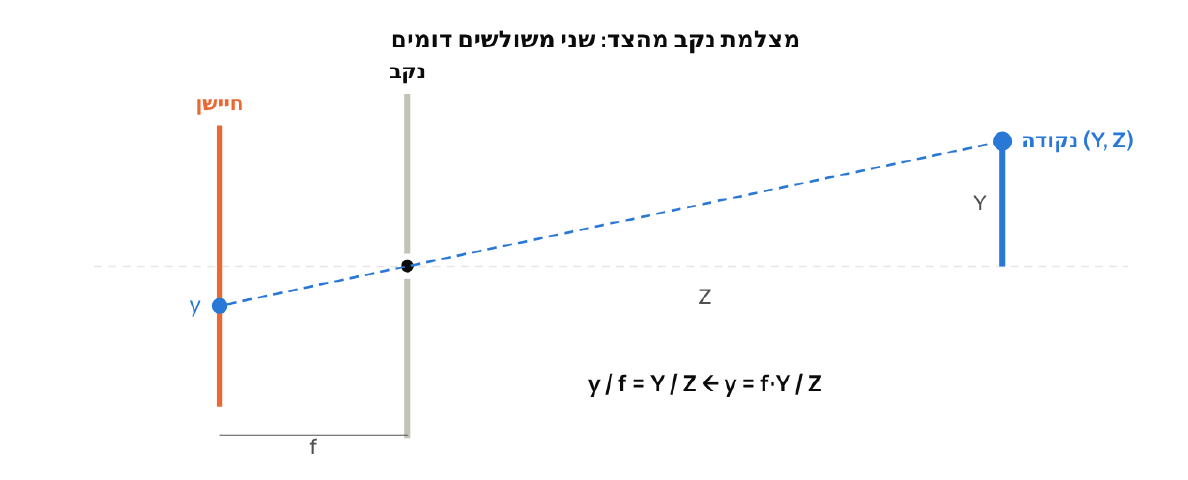 מצלמת נקב מהצד: שני משולשים דומים
נקב
חיישן
נקודה (Y, Z)
Y
y
Z
y / f = Y / Z ← y = f·Y / Z
f